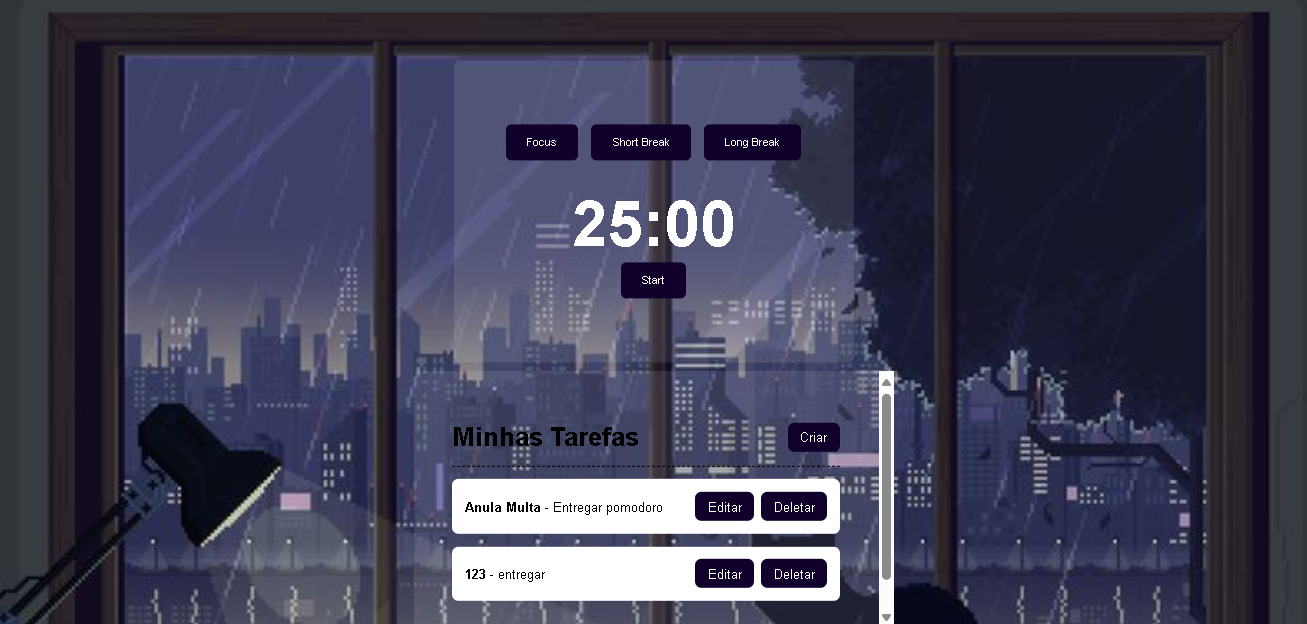 Focus Short Break Long Break
25:00
Start
Minhas Tarefas Criar
Anula Multa - Entregar pomodoro Editar Deletar
123 - entregar Editar Deletar